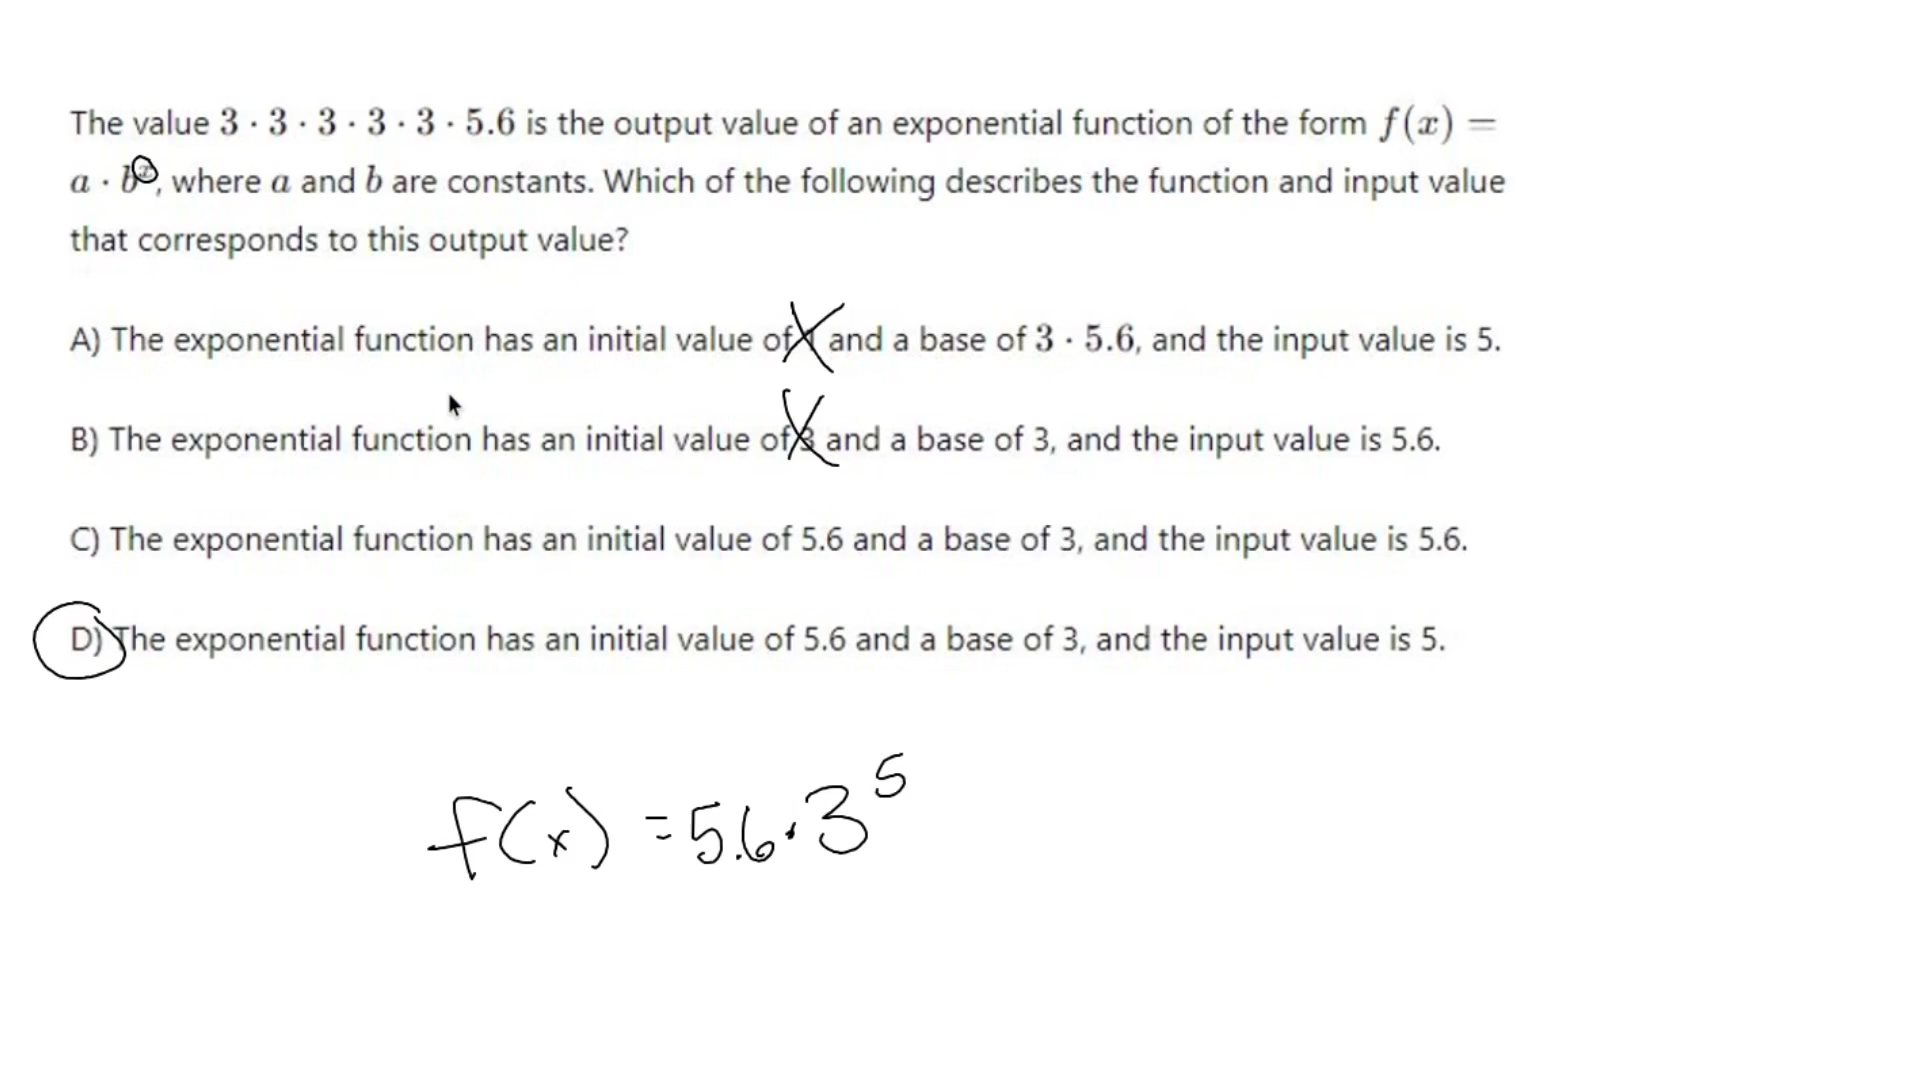 The value 3 · 3 · 3 · 3 · 3 · 5.6 is the output value of an exponential function of the form f(x) =
a · b^x, where a and b are constants. Which of the following describes the function and input value
that corresponds to this output value?
A) The exponential function has an initial value of and a base of 3 · 5.6, and the input value is 5.
B) The exponential function has an initial value of and a base of 3, and the input value is 5.6.
C) The exponential function has an initial value of 5.6 and a base of 3, and the input value is 5.6.
D) The exponential function has an initial value of 5.6 and a base of 3, and the input value is 5.
f(x) = 5.6 · 3^5